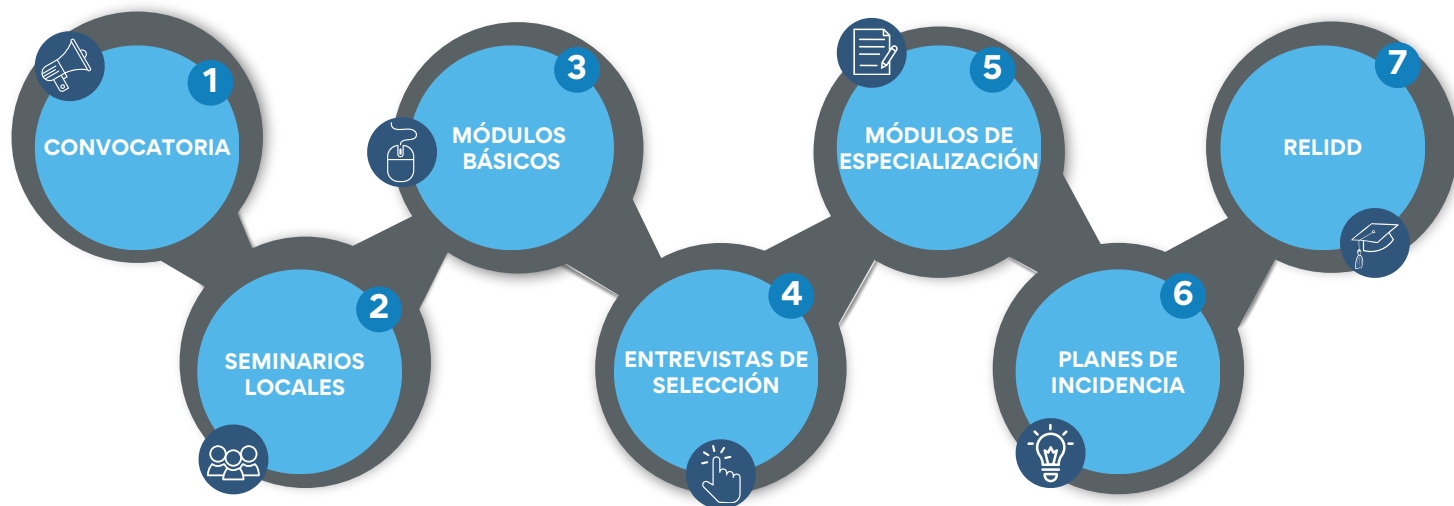 1
CONVOCATORIA
2
SEMINARIOS
LOCALES
3
MÓDULOS
BÁSICOS
4
ENTREVISTAS DE
SELECCIÓN
5
MÓDULOS DE
ESPECIALIZACIÓN
6
PLANES DE
INCIDENCIA
7
RELIDD